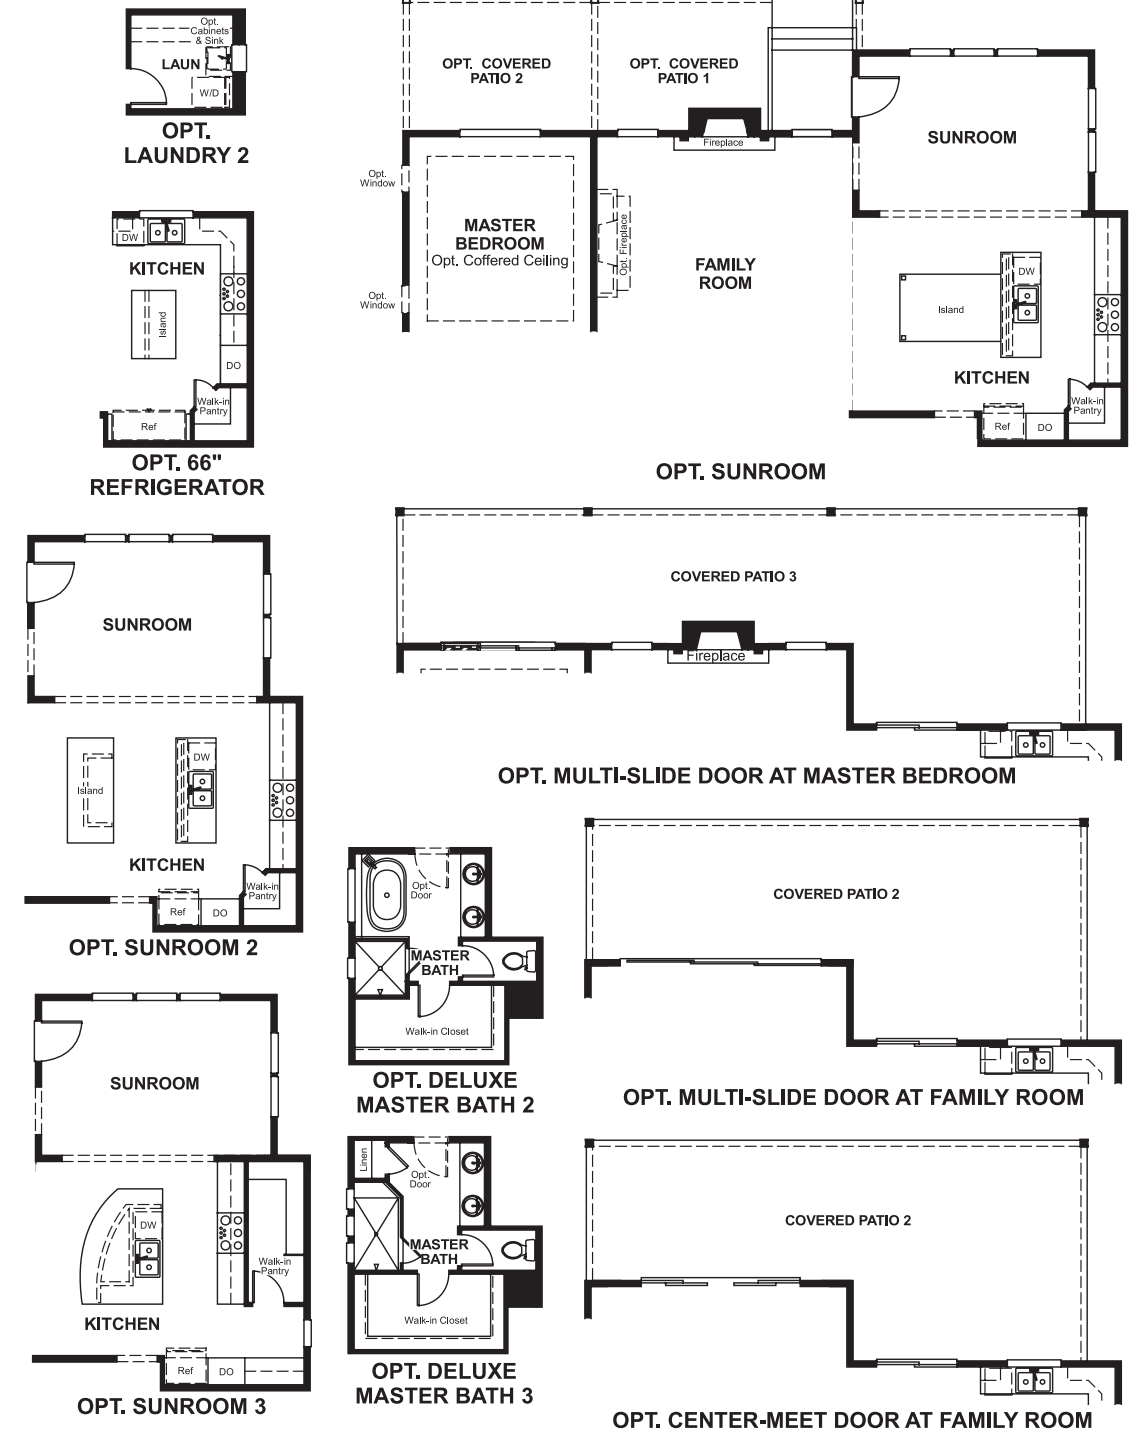 Opt.
Cabinets
& Sink
LAUN
W/D
OPT.
LAUNDRY 2
DW
KITCHEN
Island
DO
Walk-in
Pantry
Ref
OPT. 66"
REFRIGERATOR
OPT. COVERED
PATIO 2
OPT. COVERED
PATIO 1
Fireplace
SUNROOM
Opt.
Window
MASTER
BEDROOM
Opt. Coffered Ceiling
Opt. Fireplace
FAMILY
ROOM
Opt.
Window
DW
Island
KITCHEN
Walk-in
Pantry
Ref
DO
OPT. SUNROOM
SUNROOM
DW
Island
KITCHEN
Walk-in
Pantry
Ref
DO
OPT. SUNROOM 2
COVERED PATIO 3
Fireplace
OPT. MULTI-SLIDE DOOR AT MASTER BEDROOM
Opt.
Door
MASTER
BATH
Walk-in Closet
OPT. DELUXE
MASTER BATH 2
COVERED PATIO 2
OPT. MULTI-SLIDE DOOR AT FAMILY ROOM
SUNROOM
DW
Walk-in
Pantry
KITCHEN
Ref
DO
OPT. SUNROOM 3
Linen
Opt.
Door
MASTER
BATH
Walk-in Closet
OPT. DELUXE
MASTER BATH 3
COVERED PATIO 2
OPT. CENTER-MEET DOOR AT FAMILY ROOM